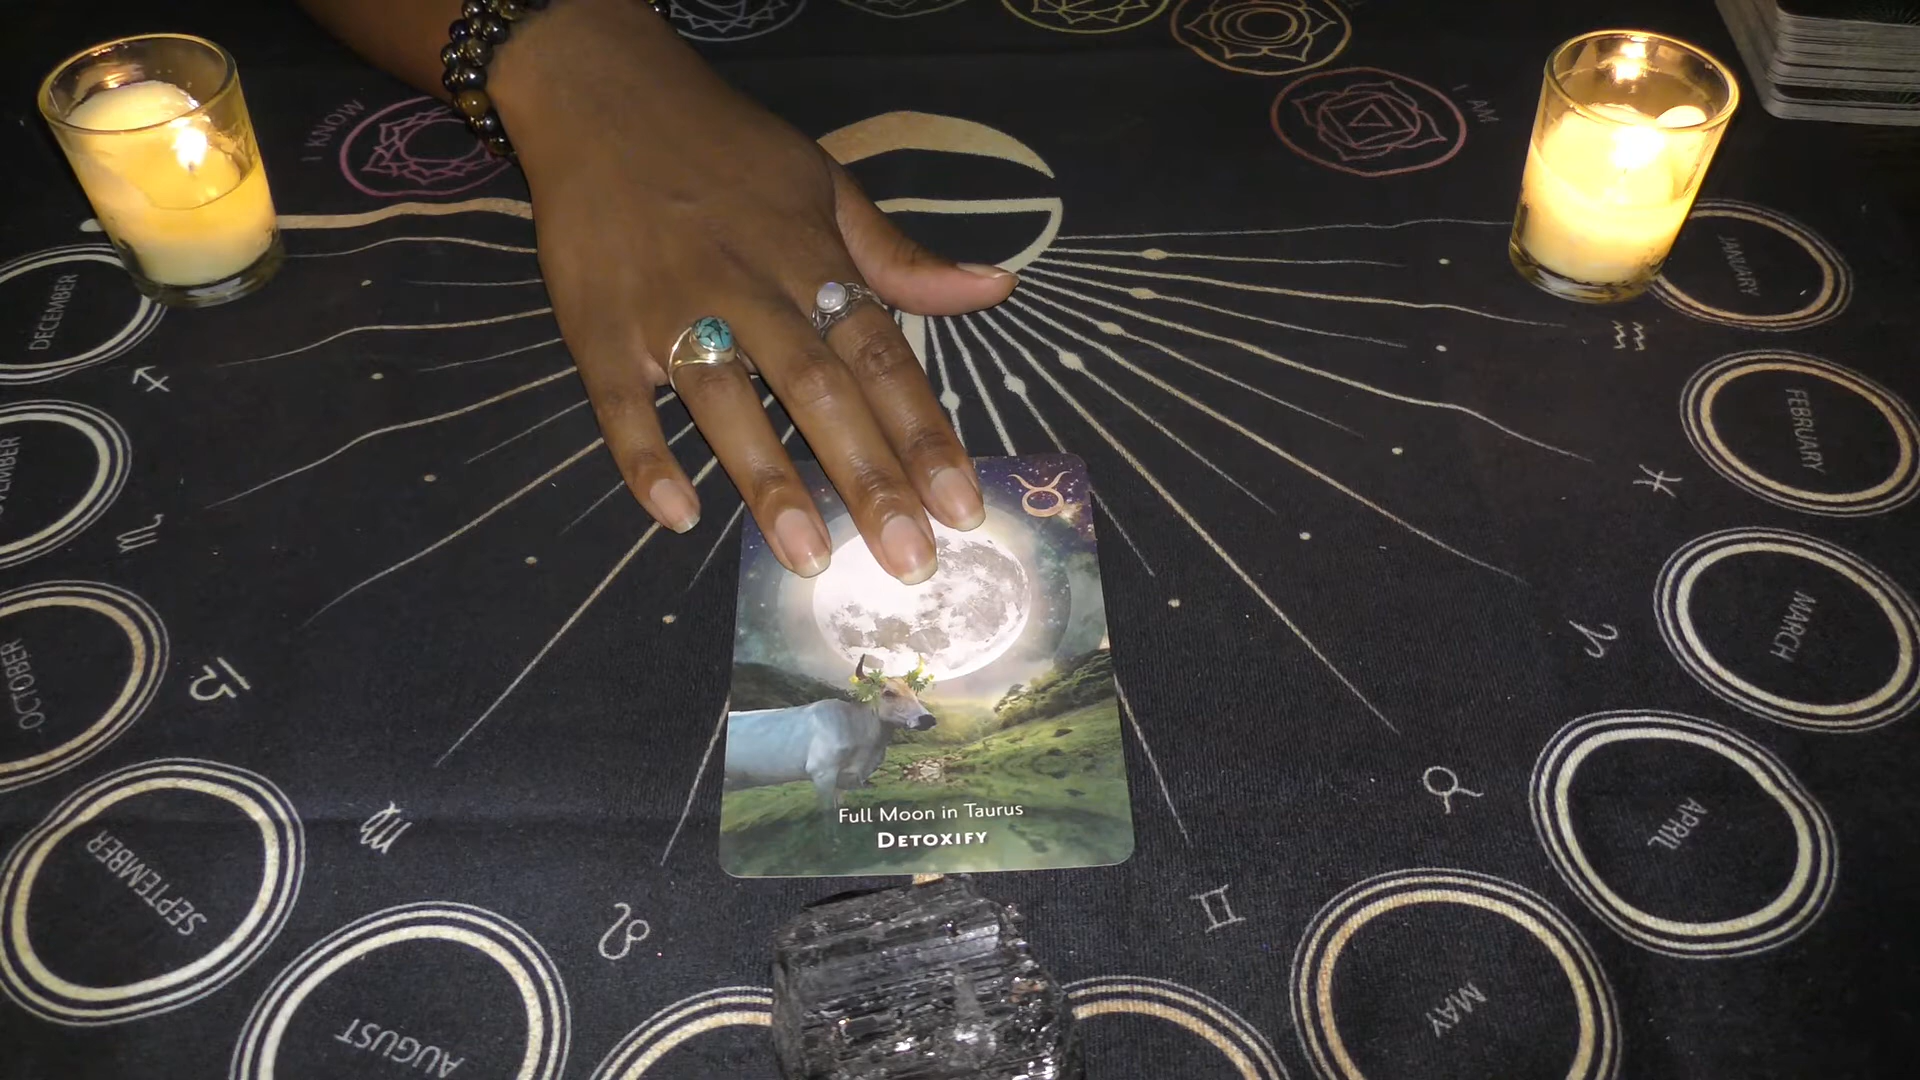 I KNOW
I AM
DECEMBER
JANUARY
FEBRUARY
OCTOBER
MARCH
APRIL
Full Moon in Taurus
DETOXIFY
SEPTEMBER
MAY
AUGUST